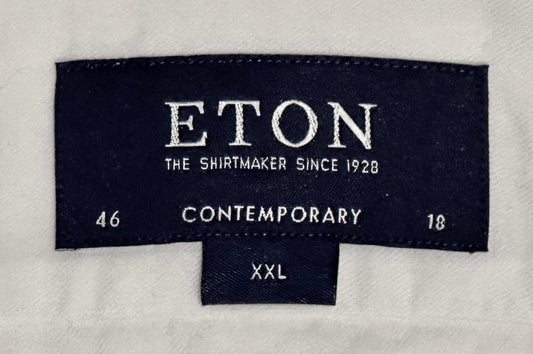 ETON
THE SHIRTMAKER SINCE 1928
46 CONTEMPORARY 18
XXL